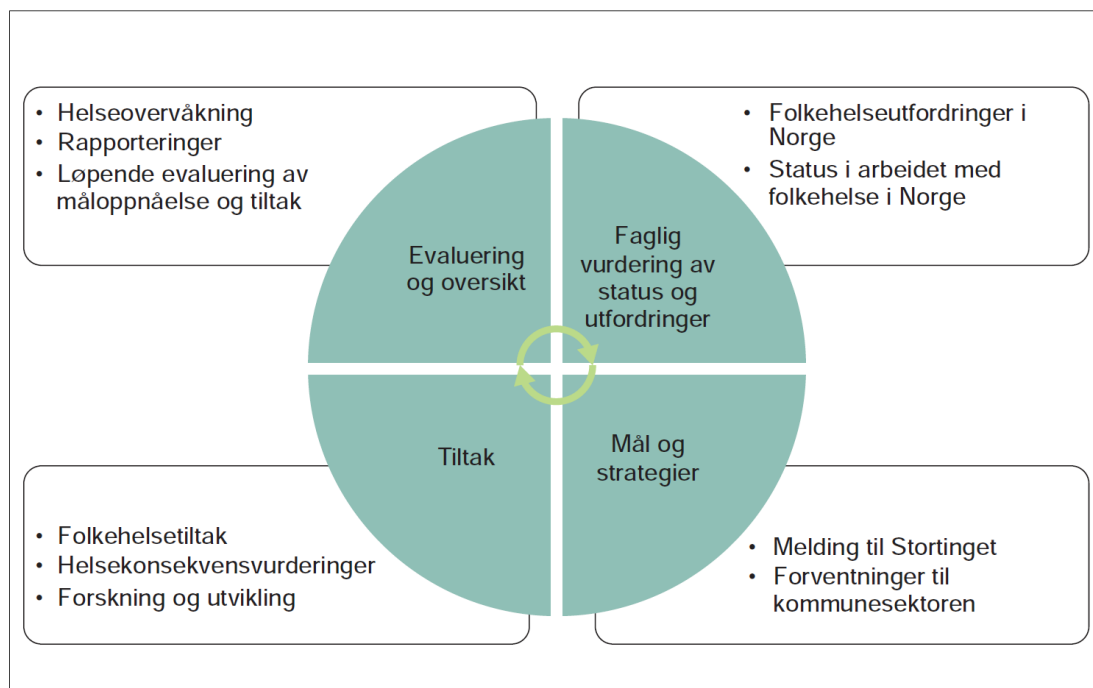 • Helseovervåkning
• Rapporteringer
• Løpende evaluering av
måloppnåelse og tiltak
• Folkehelseutfordringer i
Norge
• Status i arbeidet med
folkehelse i Norge
Evaluering
og oversikt
Faglig
vurdering av
status og
utfordringer
Tiltak
Mål og
strategier
• Folkehelsetiltak
• Helsekonsekvensvurderinger
• Forskning og utvikling
• Melding til Stortinget
• Forventninger til
kommunesektoren